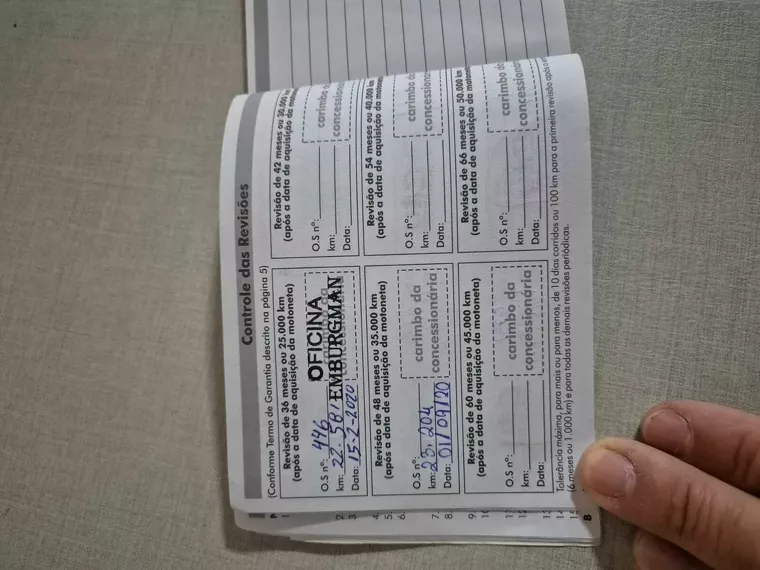 Controle das Revisões
(Conforme Termo de Garantia descrito na página 5)
Revisão de 36 meses ou 25.000 km
(após a data de aquisição da motoneta)
O.S nº: 446
km: 22.58
Data: 15-2-2020
OFICINA
EMBURGMAN
carimbo da
concessionária
Revisão de 42 meses ou 30.000 km
(após a data de aquisição da motoneta
O.S nº:
km:
Data:
carimbo da
concessionári
Revisão de 48 meses ou 35.000 km
(após a data de aquisição da motoneta)
O.S nº:
km: 23.204
Data: 01/09/20
carimbo da
concessionária
Revisão de 54 meses ou 40.000 km
(após a data de aquisição da motoneta
O.S nº:
km:
Data:
carimbo da
concessionári
Revisão de 60 meses ou 45.000 km
(após a data de aquisição da motoneta)
O.S nº:
km:
Data:
carimbo da
concessionária
Revisão de 66 meses ou 50.000 km
(após a data de aquisição da motoneta
O.S nº:
km:
Data:
carimbo da
concessionária
Tolerância máxima, para mais ou para menos, de 10 dias corridos ou 100 km para a primeira revisão após a
(6 meses ou 1.000 km) e para todas as demais revisões periódicas.
8